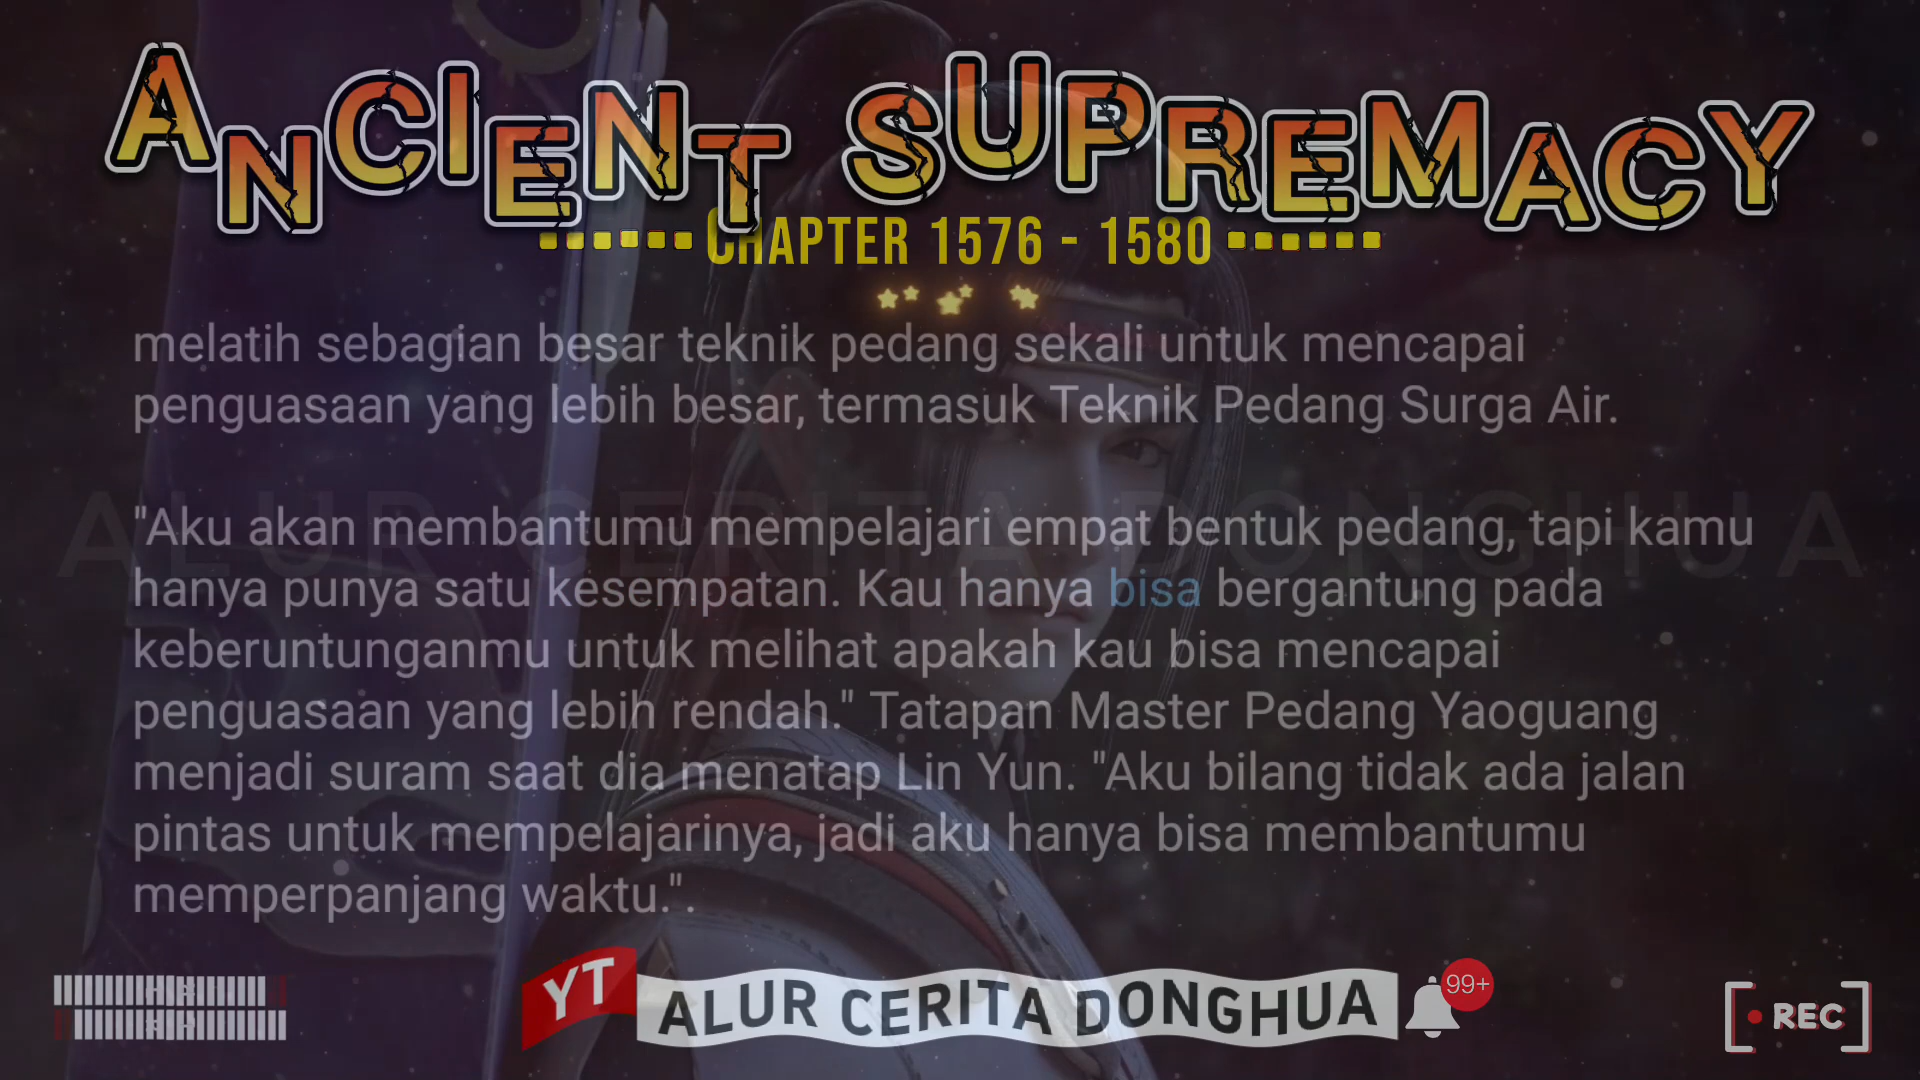 ANCIENT SUPREMACY
CHAPTER 1576 - 1580
melatih sebagian besar teknik pedang sekali untuk mencapai
penguasaan yang lebih besar, termasuk Teknik Pedang Surga Air.
ALUR CERITA DONGHUA
"Aku akan membantumu mempelajari empat bentuk pedang, tapi kamu
hanya punya satu kesempatan. Kau hanya bisa bergantung pada
keberuntunganmu untuk melihat apakah kau bisa mencapai
penguasaan yang lebih rendah." Tatapan Master Pedang Yaoguang
menjadi suram saat dia menatap Lin Yun. "Aku bilang tidak ada jalan
pintas untuk mempelajarinya, jadi aku hanya bisa membantumu
memperpanjang waktu.".
YT ALUR CERITA DONGHUA 99+
REC